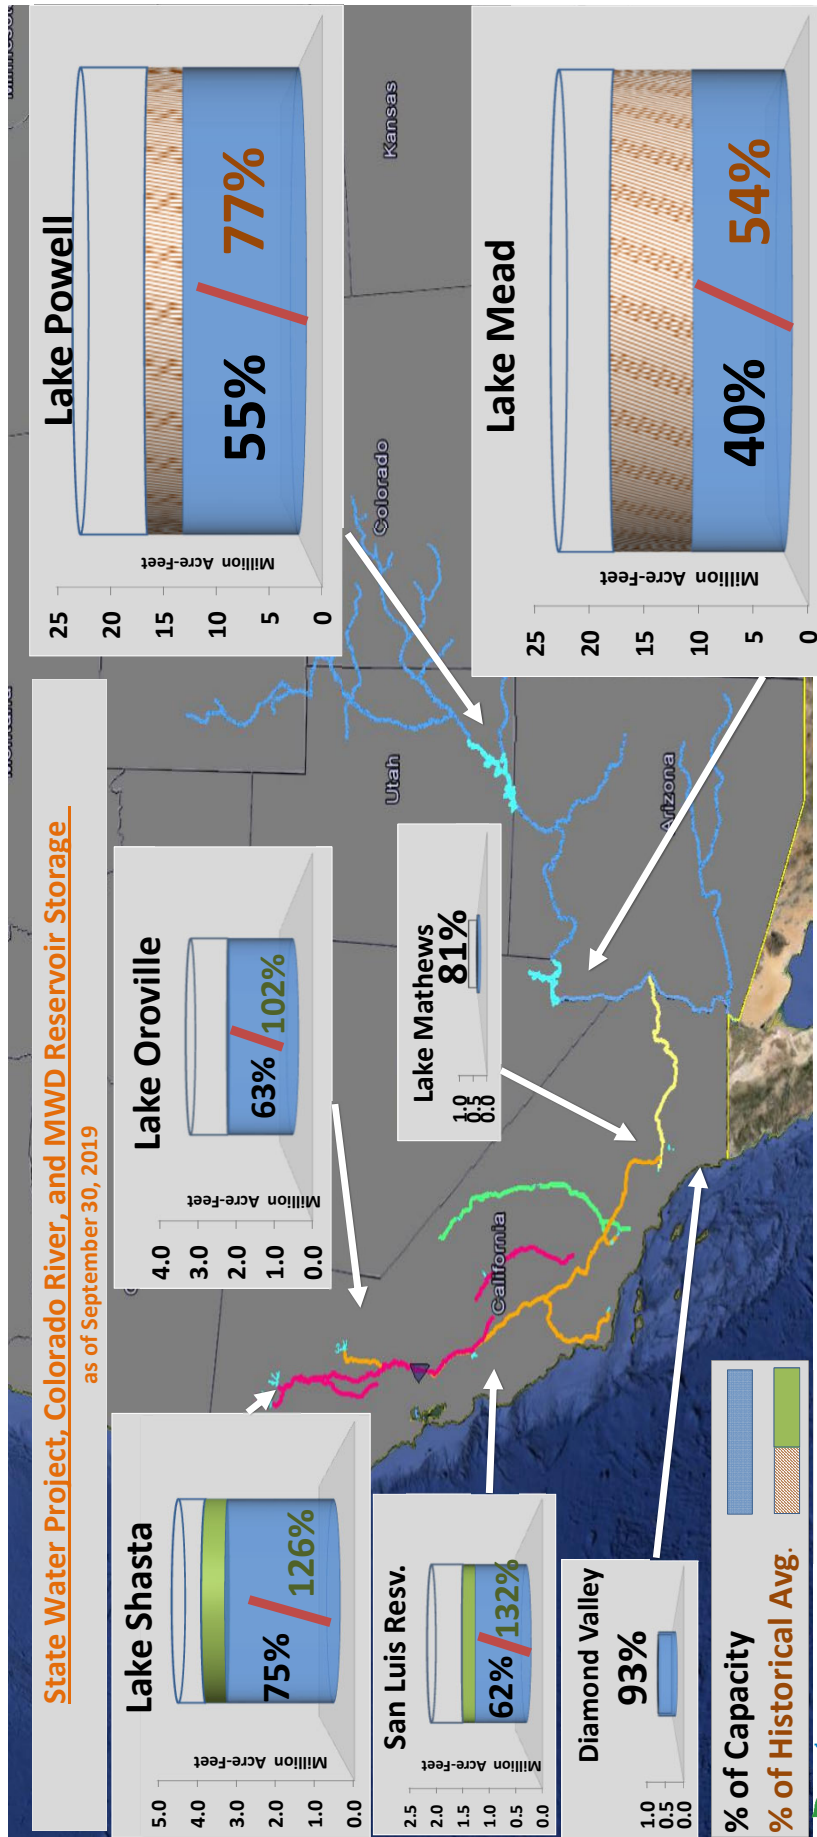 State Water Project, Colorado River, and MWD Reservoir Storage
as of September 30, 2019
Lake Shasta
5.0
4.0
3.0
2.0
1.0
0.0
Million Acre-Feet
75%
126%
San Luis Resv.
2.5
2.0
1.5
1.0
0.5
0.0
Million Acre-Feet
62%
132%
Diamond Valley
1.0
0.5
0.0
93%
% of Capacity
% of Historical Avg.
Lake Oroville
4.0
3.0
2.0
1.0
0.0
Million Acre-Feet
63%
102%
Lake Mathews
1.0
0.5
0.0
81%
Lake Powell
25
20
15
10
5
0
Million Acre-Feet
55%
77%
Lake Mead
25
20
15
10
5
0
Million Acre-Feet
40%
54%
California
Utah
Arizona
Colorado
Kansas